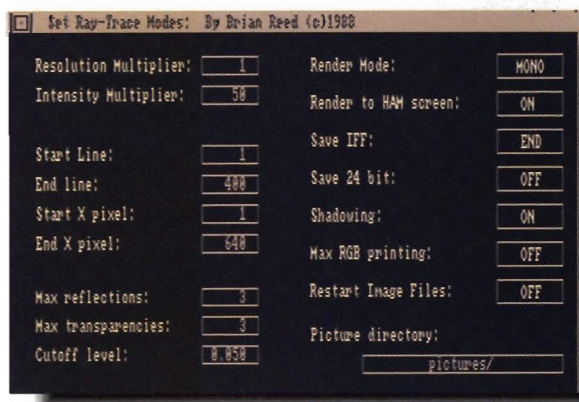 Set Ray-Trace Modes: By Brian Reed (c)1988
Resolution Multiplier: 1
Intensity Multiplier: 50
Start Line: 1
End line: 400
Start X pixel: 1
End X pixel: 640
Max reflections: 3
Max transparencies: 3
Cutoff level: 0.050
Render Mode: MONO
Render to HAM screen: ON
Save IFF: END
Save 24 bit: OFF
Shadowing: ON
Max RGB printing: OFF
Restart Image Files: OFF
Picture directory:
pictures/